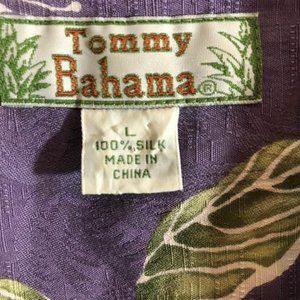 Tommy
Bahama®
L
100% SILK
MADE IN
CHINA